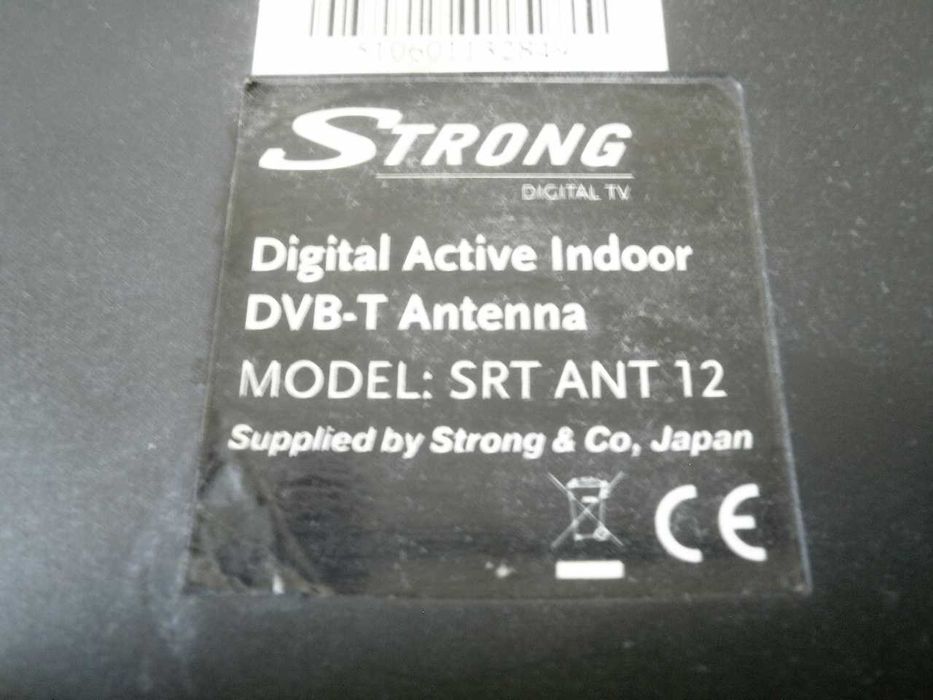 STRONG
DIGITAL TV
Digital Active Indoor
DVB-T Antenna
MODEL: SRT ANT 12
Supplied by Strong & Co, Japan
CE